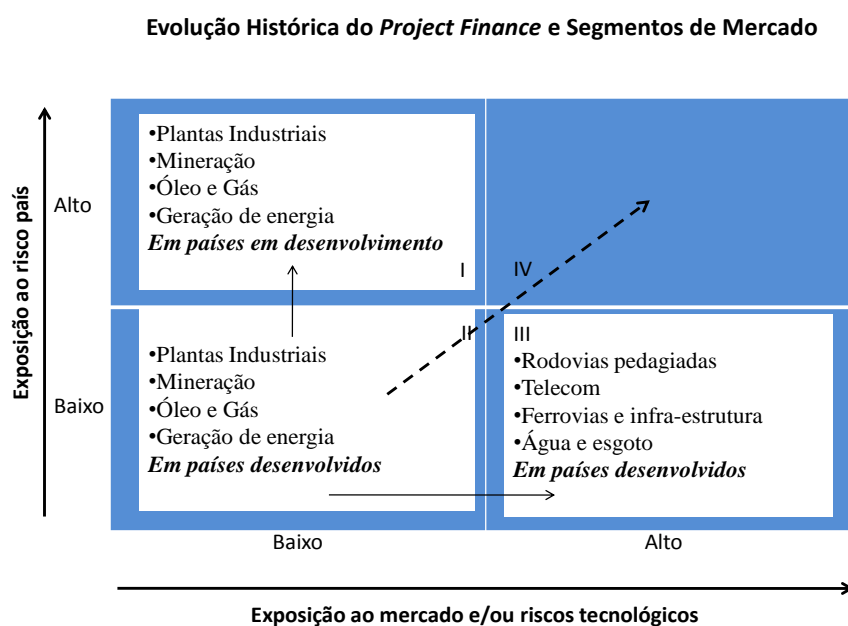 Evolução Histórica do Project Finance e Segmentos de Mercado
Exposição ao risco país
Alto
•Plantas Industriais
•Mineração
•Óleo e Gás
•Geração de energia
Em países em desenvolvimento
I
IV
Baixo
II
•Plantas Industriais
•Mineração
•Óleo e Gás
•Geração de energia
Em países desenvolvidos
III
•Rodovias pedagiadas
•Telecom
•Ferrovias e infra-estrutura
•Água e esgoto
Em países desenvolvidos
Baixo
Alto
Exposição ao mercado e/ou riscos tecnológicos